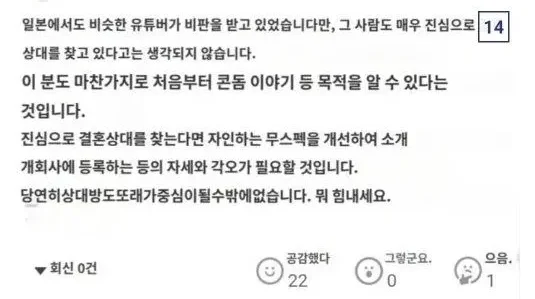 일본에서도 비슷한 유튜버가 비판을 받고 있었습니다만, 그 사람도 매우 진심으로 14
상대를 찾고 있다고는 생각되지 않습니다.
이 분도 마찬가지로 처음부터 콘돔 이야기 등 목적을 알 수 있다는
것입니다.
진심으로 결혼상대를 찾는다면 자인하는 무스펙을 개선하여 소개
개회사에 등록하는 등의 자세와 각오가 필요할 것입니다.
당연히상대방도또래가중심이될수밖에없습니다. 뭐 힘내세요.
▼ 회신 0건
공감했다 22
그렇군요. 0
으음. 1